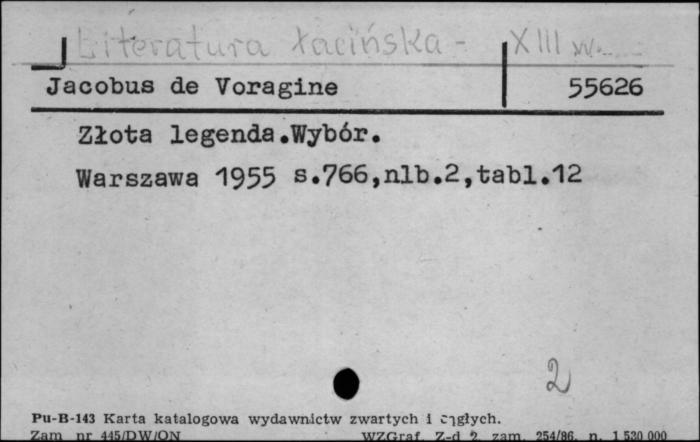 Literatura łacińska - XIII w.
Jacobus de Voragine 55626
Złota legenda.Wybór.
Warszawa 1955 s.766,nlb.2,tabl.12
2
Pu-B-143 Karta katalogowa wydawnictw zwartych i ciągłych.
Zam nr 445/DW/ON WZGraf. Z-d 2. zam. 254/86. n. 1 530 000